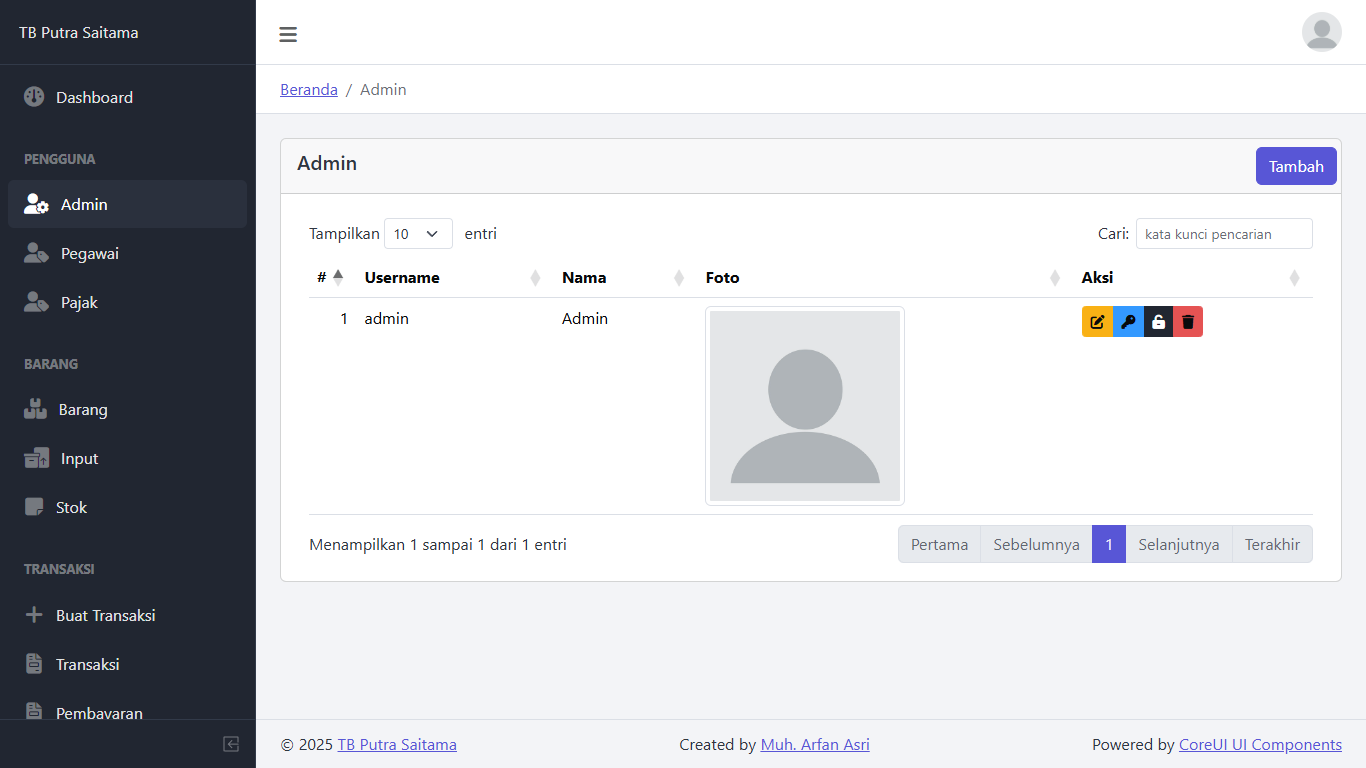 TB Putra Saitama
Dashboard
PENGGUNA
Admin
Pegawai
Pajak
BARANG
Barang
Input
Stok
TRANSAKSI
Buat Transaksi
Transaksi
Pembayaran
Beranda / Admin
Admin
Tambah
Tampilkan 10 entri
Cari: kata kunci pencarian
# Username Nama Foto Aksi
1 admin Admin
Menampilkan 1 sampai 1 dari 1 entri
Pertama Sebelumnya 1 Selanjutnya Terakhir
© 2025 TB Putra Saitama Created by Muh. Arfan Asri Powered by CoreUI UI Components